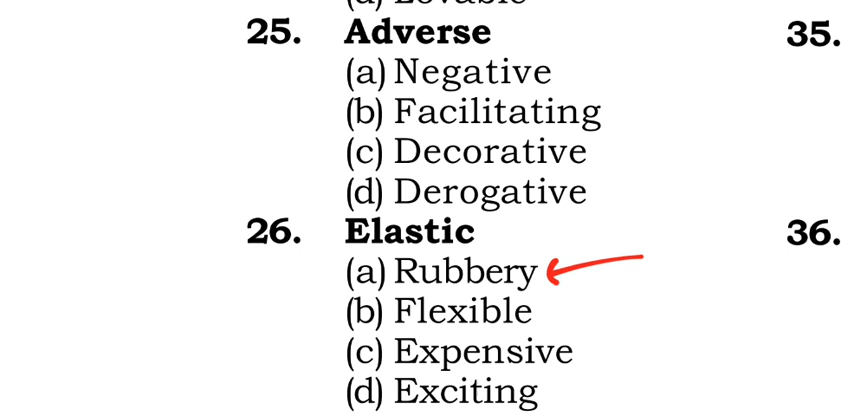 25. Adverse
(a) Negative
(b) Facilitating
(c) Decorative
(d) Derogative
26. Elastic
(a) Rubbery
(b) Flexible
(c) Expensive
(d) Exciting
35.
36.